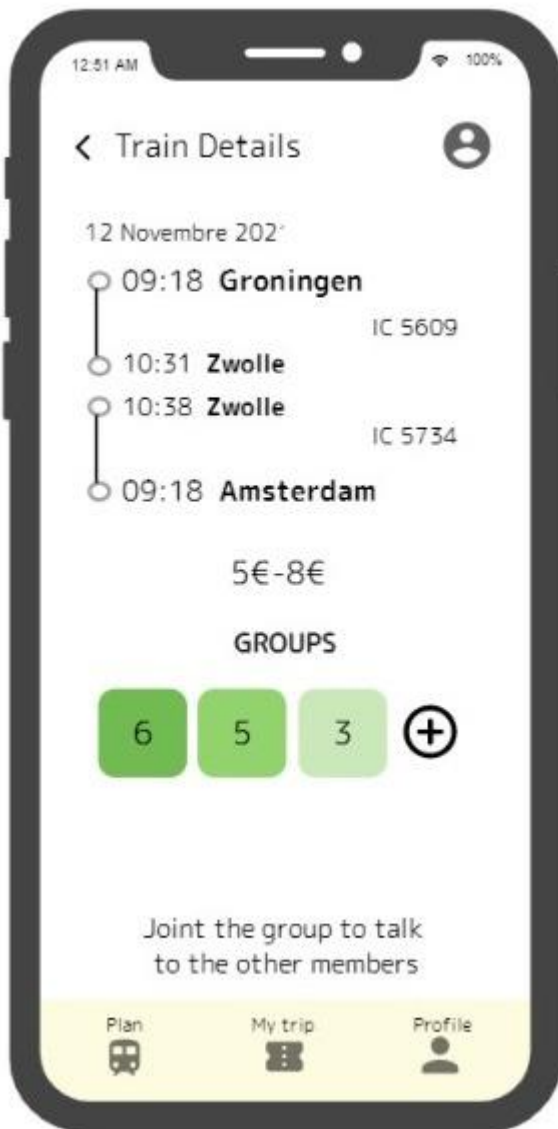 12:51 AM 100%
Train Details
12 Novembre
09:18 Groningen
IC 5609
10:31 Zwolle
10:38 Zwolle
IC 5734
09:18 Amsterdam
5€-8€
GROUPS
6 5 3
Joint the group to talk
to the other members
Plan My trip Profile